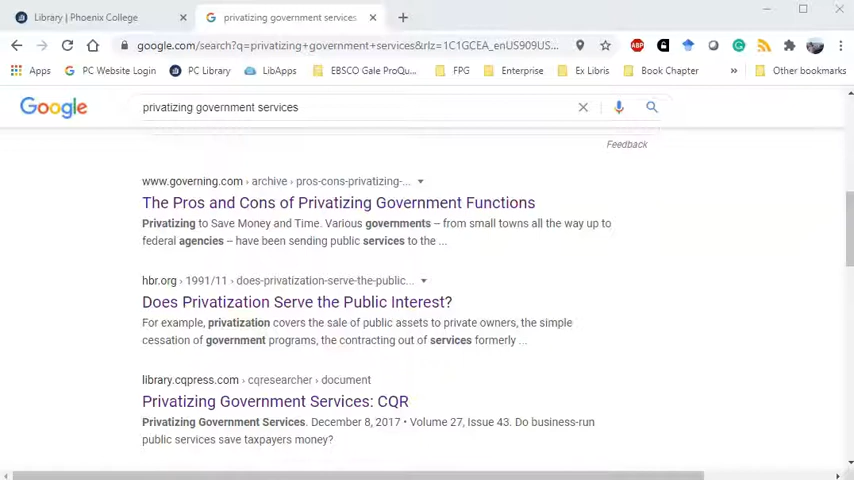 Library | Phoenix College
privatizing government services
google.com/search?q=privatizing+government+services&rlz=1C1GCEA_enUS909US...
ABP
Apps
PC Website Login
PC Library
LibApps
EBSCO Gale ProQu...
FPG
Enterprise
Ex Libris
Book Chapter
»
Other bookmarks
Google
privatizing government services
Feedback
www.governing.com › archive › pros-cons-privatizing-...
The Pros and Cons of Privatizing Government Functions
Privatizing to Save Money and Time. Various governments -- from small towns all the way up to
federal agencies -- have been sending public services to the ...
hbr.org › 1991/11 › does-privatization-serve-the-public...
Does Privatization Serve the Public Interest?
For example, privatization covers the sale of public assets to private owners, the simple
cessation of government programs, the contracting out of services formerly ...
library.cqpress.com › cqresearcher › document
Privatizing Government Services: CQR
Privatizing Government Services. December 8, 2017 • Volume 27, Issue 43. Do business-run
public services save taxpayers money?